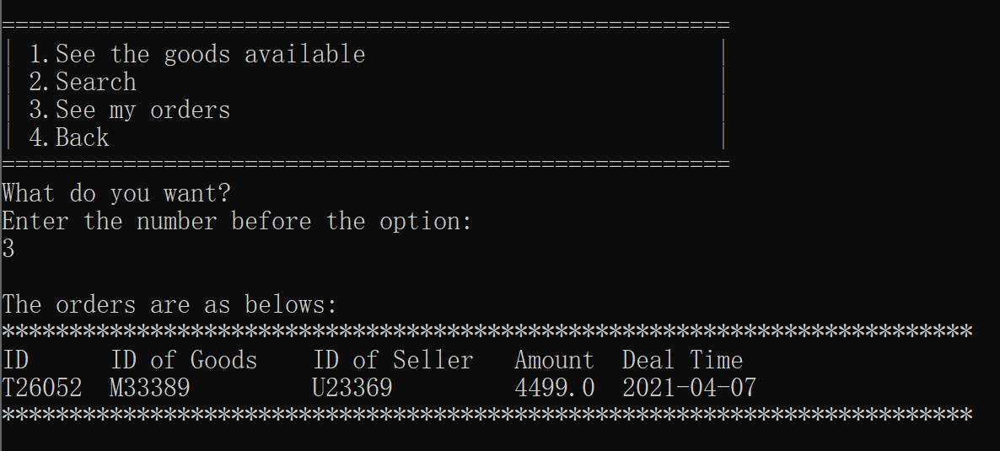 ======================================================
| 1.See the goods available                          |
| 2.Search                                           |
| 3.See my orders                                    |
| 4.Back                                             |
======================================================
What do you want?
Enter the number before the option:
3
The orders are as belows:
************************************************************************
ID      ID of Goods    ID of Seller   Amount  Deal Time
T26052  M33389         U23369         4499.0  2021-04-07
************************************************************************